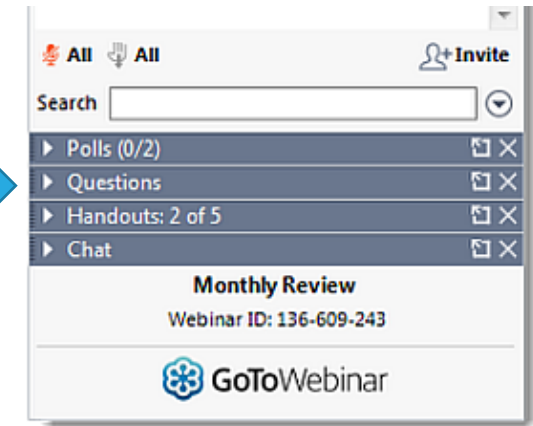 All All Invite
Search
Polls (0/2)
Questions
Handouts: 2 of 5
Chat
Monthly Review
Webinar ID: 136-609-243
GoToWebinar